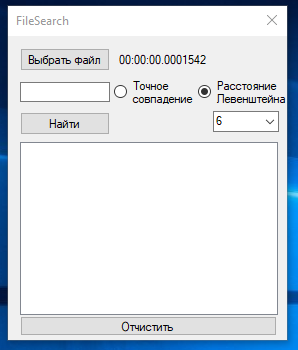 FileSearch
Выбрать файл 00:00:00.0001542
Точное
совпадение
Расстояние
Левенштейна
Найти
6
Отчистить